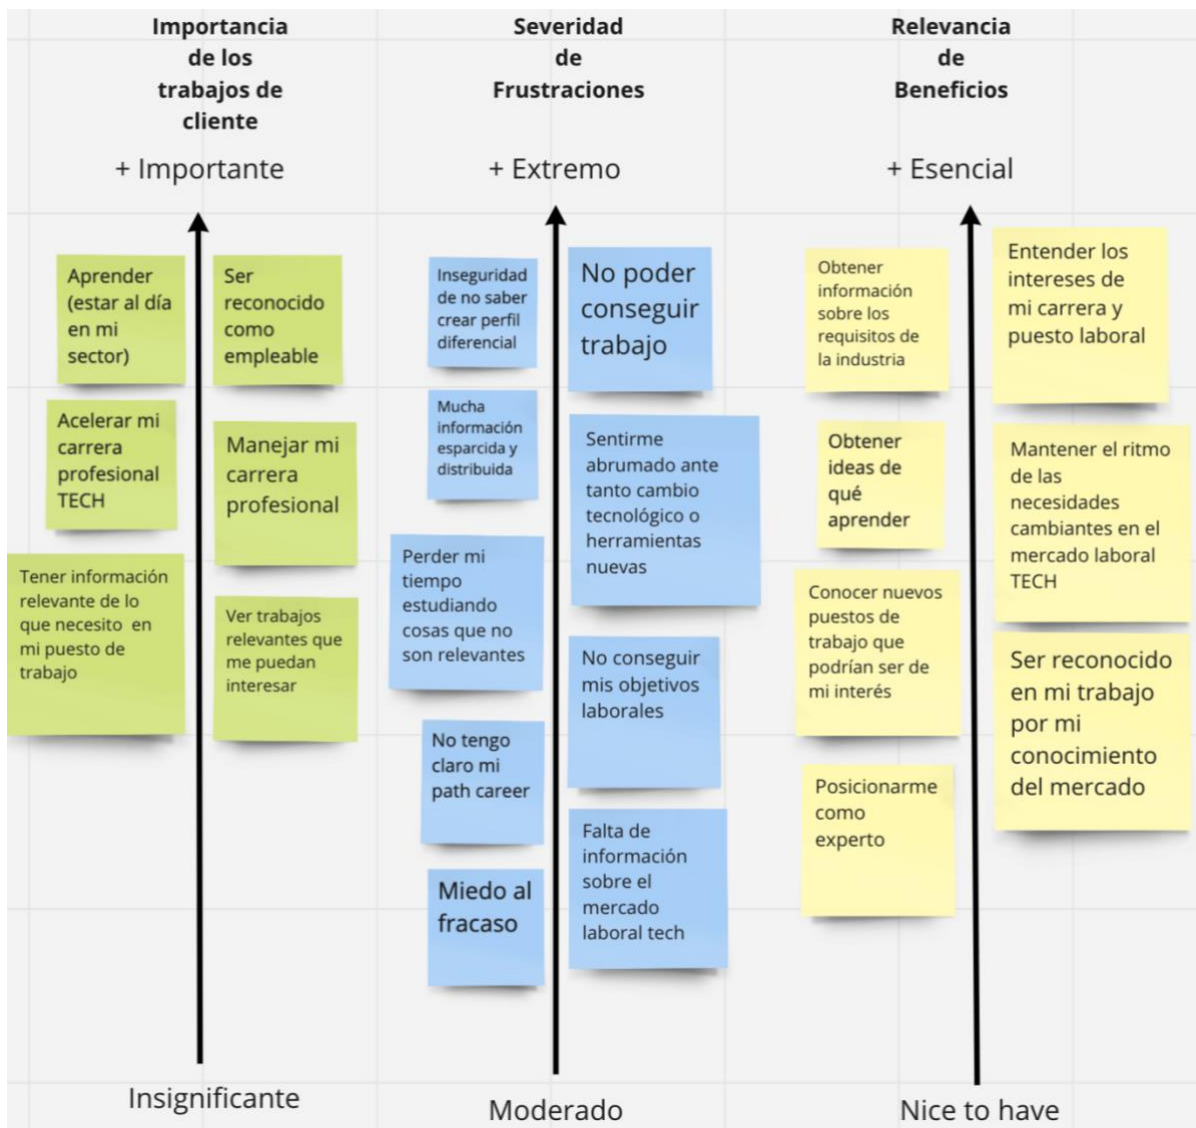 Importancia
de los
trabajos de
cliente
+ Importante
Aprender
(estar al día
en mi
sector)
Ser
reconocido
como
empleable
Acelerar mi
carrera
profesional
TECH
Manejar mi
carrera
profesional
Tener información
relevante de lo
que necesito en
mi puesto de
trabajo
Ver trabajos
relevantes que
me puedan
interesar
Insignificante
Severidad
de
Frustraciones
+ Extremo
Inseguridad
de no saber
crear perfil
diferencial
No poder
conseguir
trabajo
Mucha
información
esparcida y
distribuida
Sentirme
abrumado ante
tanto cambio
tecnológico o
herramientas
nuevas
Perder mi
tiempo
estudiando
cosas que no
son relevantes
No conseguir
mis objetivos
laborales
No tengo
claro mi
path career
Falta de
información
sobre el
mercado
laboral tech
Miedo al
fracaso
Moderado
Relevancia
de
Beneficios
+ Esencial
Obtener
información
sobre los
requisitos de
la industria
Entender los
intereses de
mi carrera y
puesto laboral
Obtener
ideas de
qué
aprender
Mantener el ritmo
de las
necesidades
cambiantes en el
mercado laboral
TECH
Conocer nuevos
puestos de
trabajo que
podrían ser de
mi interés
Ser reconocido
en mi trabajo
por mi
conocimiento
del mercado
Posicionarme
como
experto
Nice to have